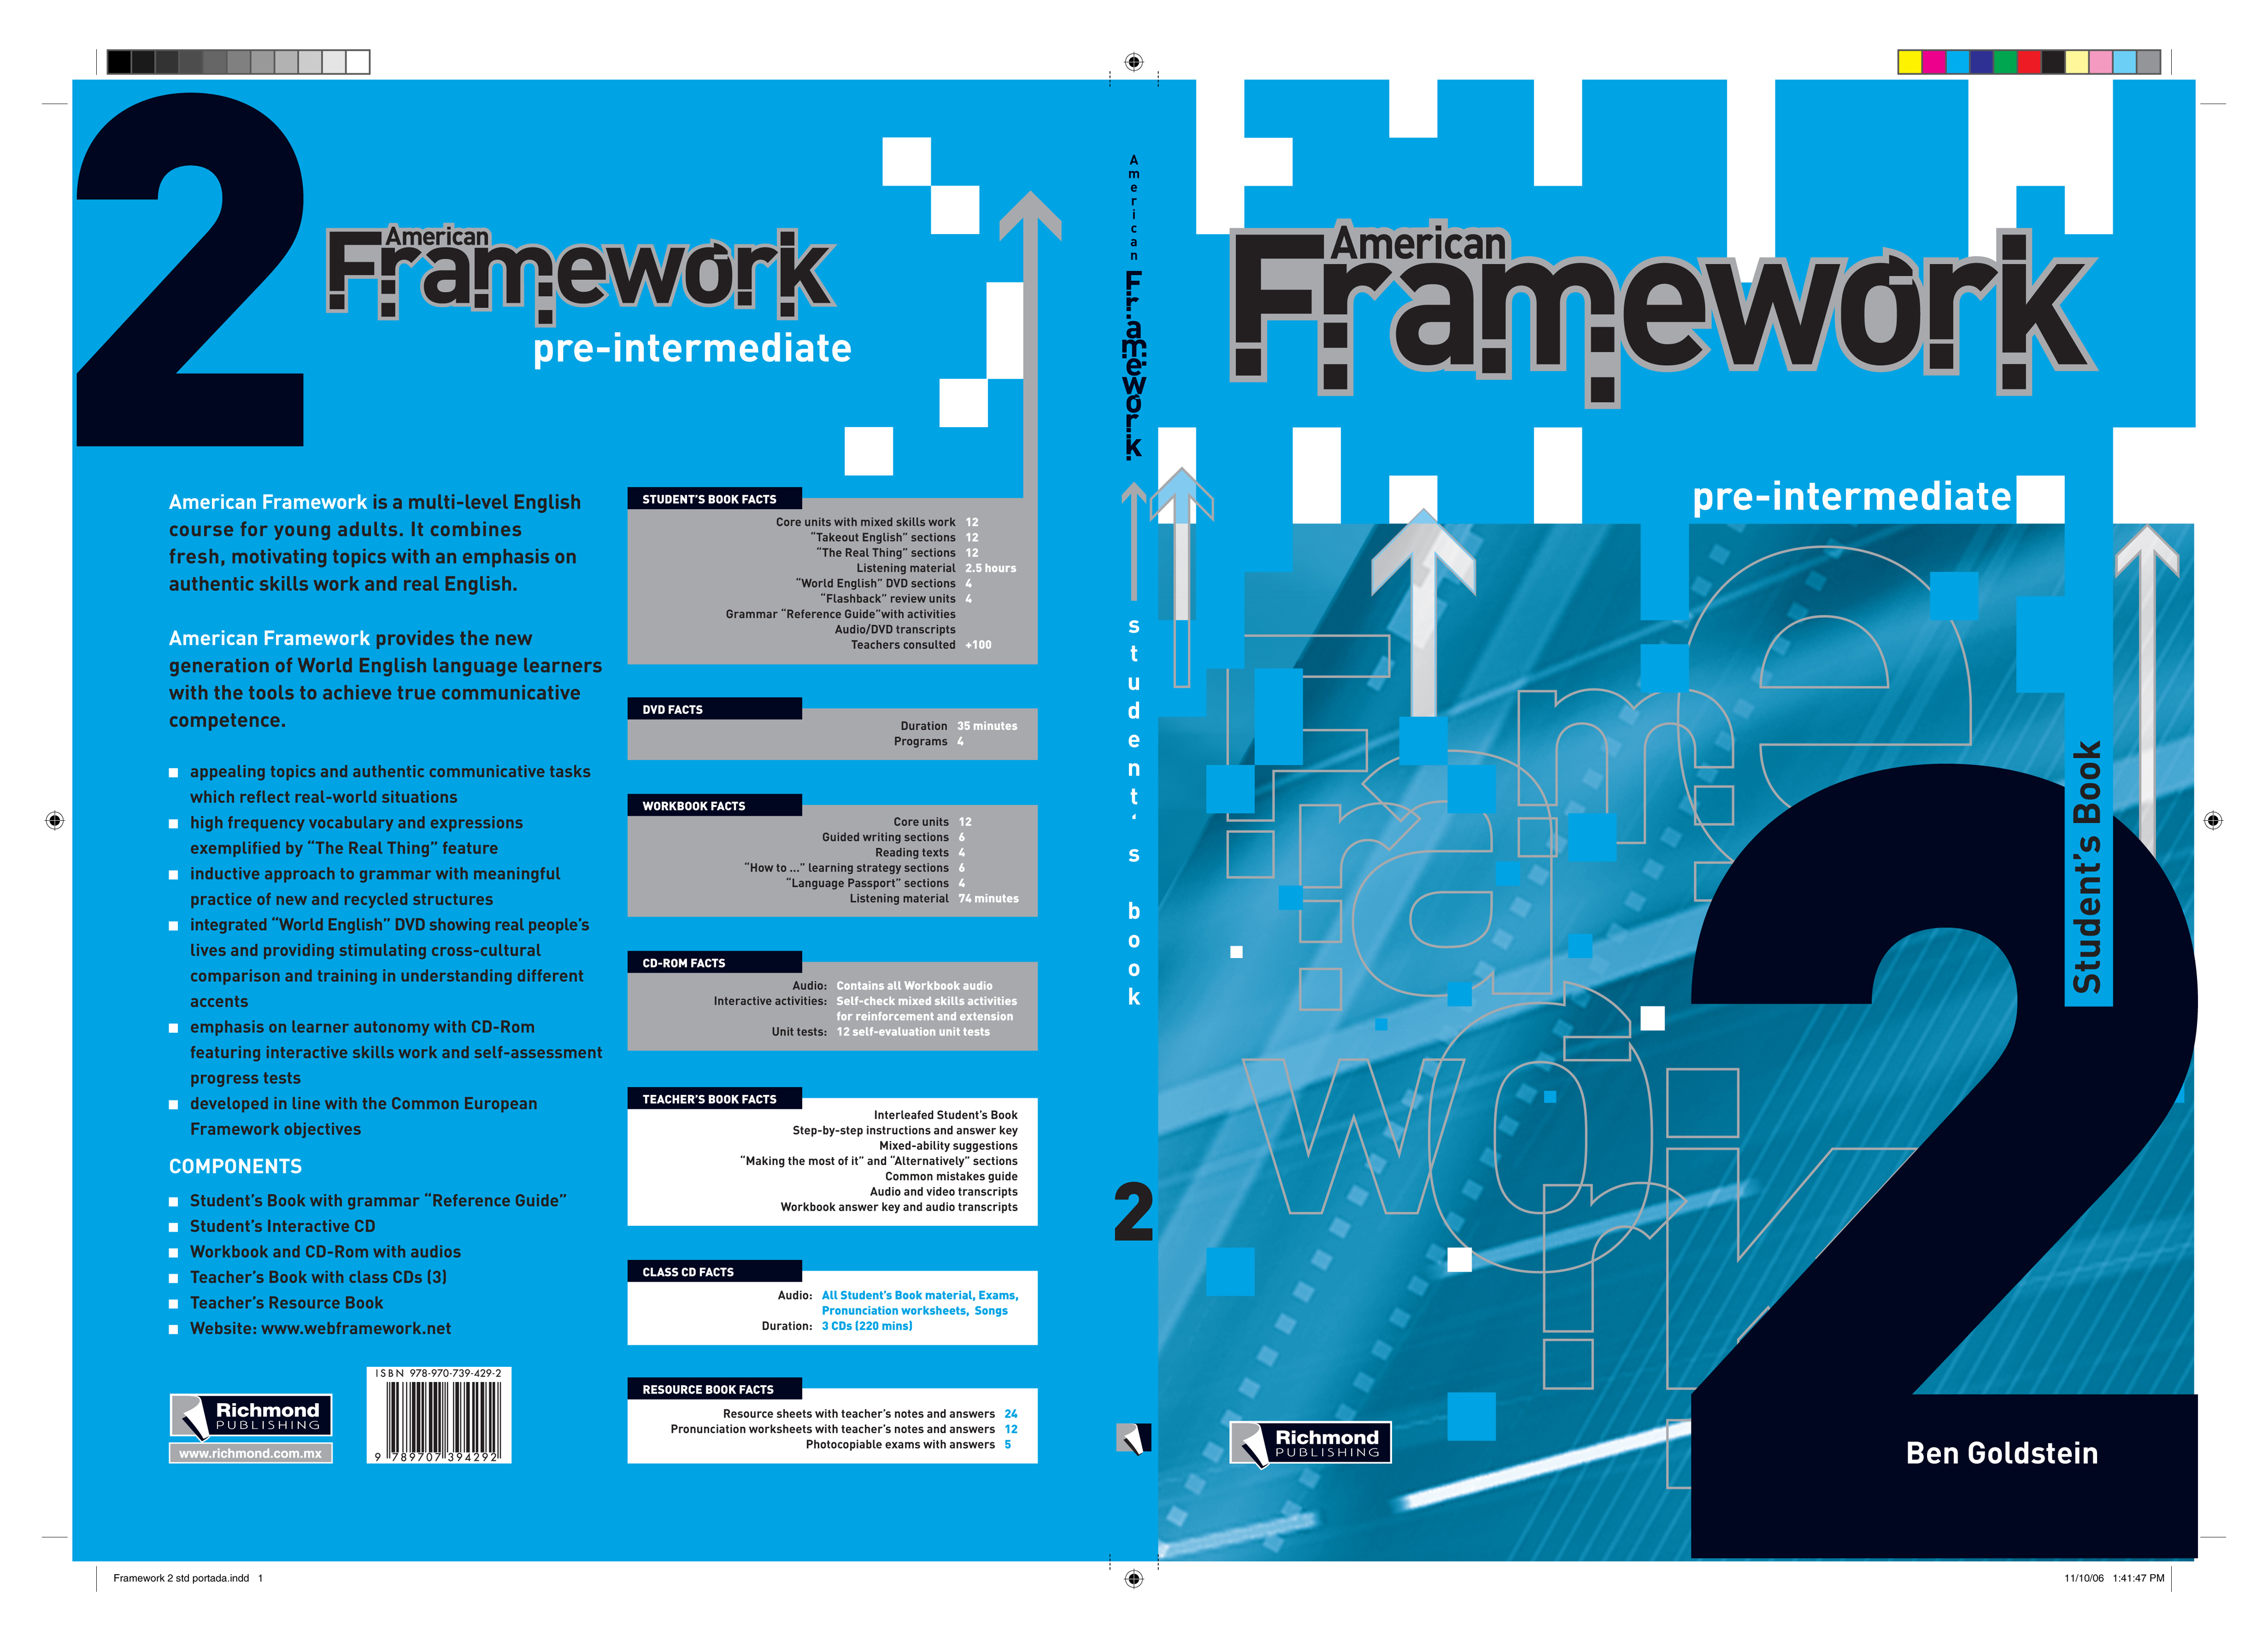 2
American
Framework
pre-intermediate
American Framework is a multi-level English
course for young adults. It combines
fresh, motivating topics with an emphasis on
authentic skills work and real English.
American Framework provides the new
generation of World English language learners
with the tools to achieve true communicative
competence.
appealing topics and authentic communicative tasks
which reflect real-world situations
high frequency vocabulary and expressions
exemplified by “The Real Thing” feature
inductive approach to grammar with meaningful
practice of new and recycled structures
integrated “World English” DVD showing real people’s
lives and providing stimulating cross-cultural
comparison and training in understanding different
accents
emphasis on learner autonomy with CD-Rom
featuring interactive skills work and self-assessment
progress tests
developed in line with the Common European
Framework objectives
COMPONENTS
Student’s Book with grammar “Reference Guide”
Student’s Interactive CD
Workbook and CD-Rom with audios
Teacher’s Book with class CDs (3)
Teacher’s Resource Book
Website: www.webframework.net
Richmond
PUBLISHING
www.richmond.com.mx
ISBN 978-970-739-429-2
9 789707 394292
STUDENT’S BOOK FACTS
Core units with mixed skills work 12
“Takeout English” sections 12
“The Real Thing” sections 12
Listening material 2.5 hours
“World English” DVD sections 4
“Flashback” review units 4
Grammar “Reference Guide”with activities
Audio/DVD transcripts
Teachers consulted +100
DVD FACTS
Duration 35 minutes
Programs 4
WORKBOOK FACTS
Core units 12
Guided writing sections 6
Reading texts 4
“How to ...” learning strategy sections 6
“Language Passport” sections 4
Listening material 74 minutes
CD-ROM FACTS
Audio: Contains all Workbook audio
Interactive activities: Self-check mixed skills activities
for reinforcement and extension
Unit tests: 12 self-evaluation unit tests
TEACHER’S BOOK FACTS
Interleafed Student’s Book
Step-by-step instructions and answer key
Mixed-ability suggestions
“Making the most of it” and “Alternatively” sections
Common mistakes guide
Audio and video transcripts
Workbook answer key and audio transcripts
CLASS CD FACTS
Audio: All Student’s Book material, Exams,
Pronunciation worksheets, Songs
Duration: 3 CDs (220 mins)
RESOURCE BOOK FACTS
Resource sheets with teacher’s notes and answers 24
Pronunciation worksheets with teacher’s notes and answers 12
Photocopiable exams with answers 5
American
Framework
student‘s book
2
American
Framework
pre-intermediate
Framework
Student’s Book
2
Richmond
PUBLISHING
Ben Goldstein
Framework 2 std portada.indd 1
11/10/06 1:41:47 PM